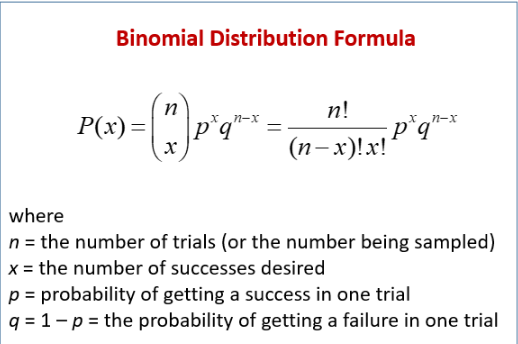 Binomial Distribution Formula
P(x) = \binom{n}{x} p^x q^{n-x} = \frac{n!}{(n-x)!x!} p^x q^{n-x}
where
n = the number of trials (or the number being sampled)
x = the number of successes desired
p = probability of getting a success in one trial
q = 1 – p = the probability of getting a failure in one trial